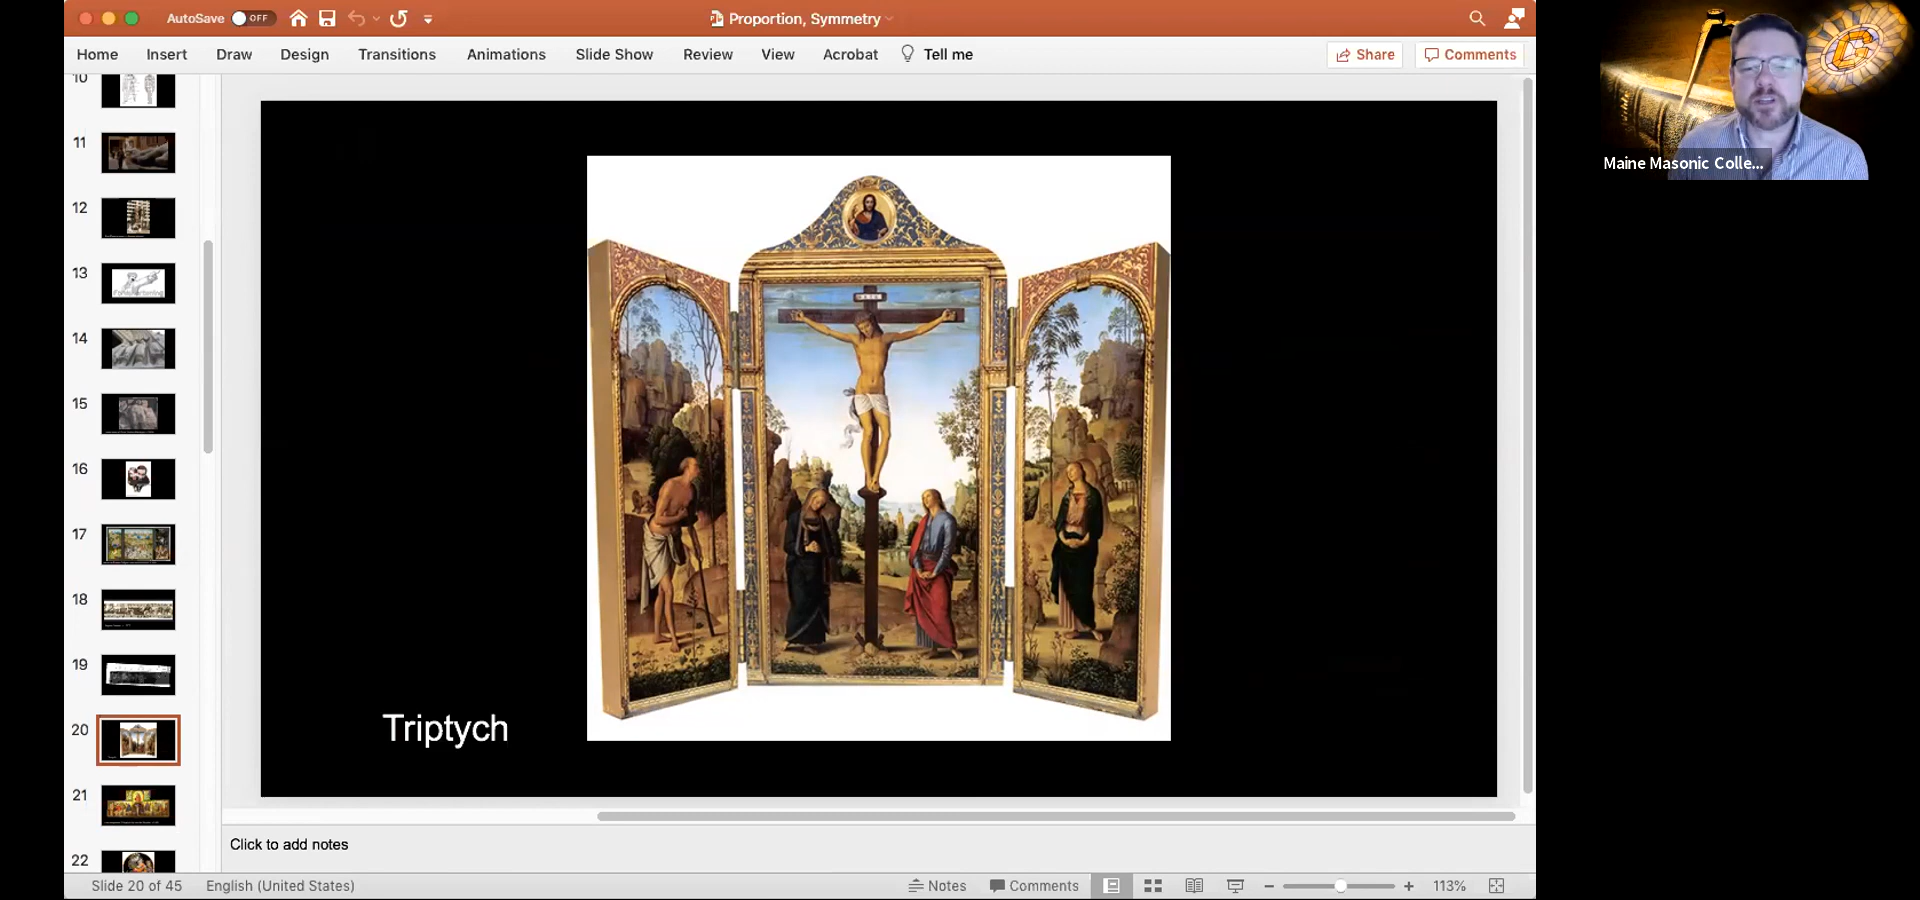 AutoSave OFF Proportion, Symmetry
Home Insert Draw Design Transitions Animations Slide Show Review View Acrobat Tell me Share Comments
10
11
12
13
14
15
16
17
18
19
20
21
22
Triptych
Click to add notes
Slide 20 of 45 English (United States) Notes Comments 113%
Maine Masonic Colle...
G